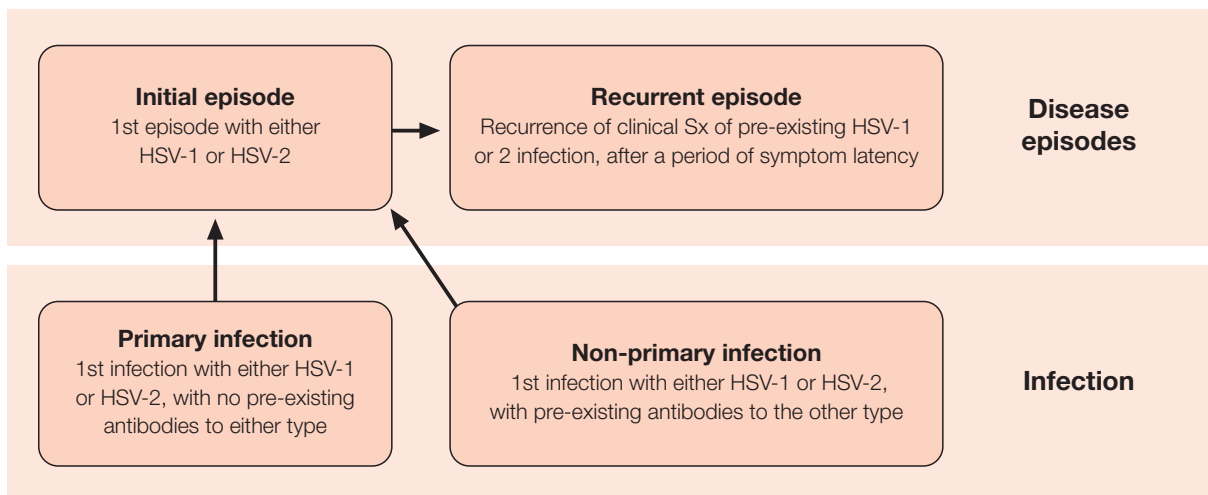 Initial episode
1st episode with either
HSV-1 or HSV-2
Recurrent episode
Recurrence of clinical Sx of pre-existing HSV-1
or 2 infection, after a period of symptom latency
Disease
episodes
Primary infection
1st infection with either HSV-1
or HSV-2, with no pre-existing
antibodies to either type
Non-primary infection
1st infection with either HSV-1 or HSV-2,
with pre-existing antibodies to the other type
Infection